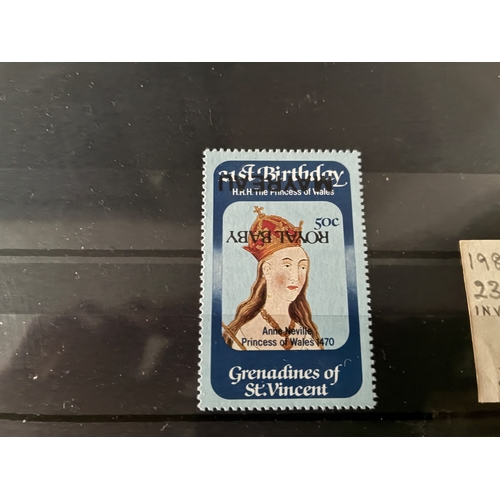 21st Birthday
MAYREAU
H.R.H. The Princess of Wales
50c
ROYAL BABY
Anne Neville
Princess of Wales 1470
Grenadines of
St. Vincent
198
23
INV